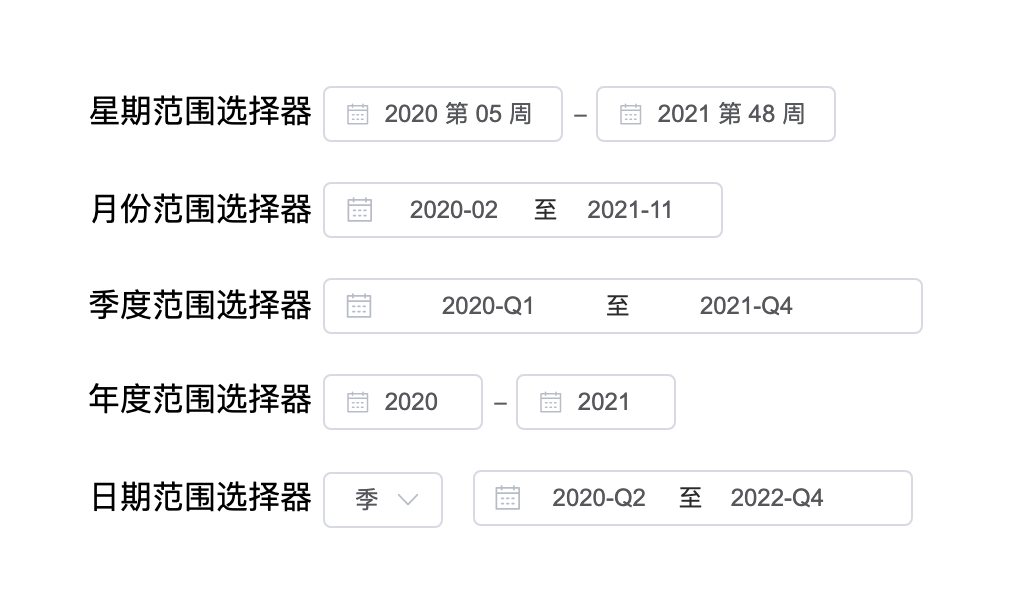 星期范围选择器 2020 第 05 周 – 2021 第 48 周
月份范围选择器 2020-02 至 2021-11
季度范围选择器 2020-Q1 至 2021-Q4
年度范围选择器 2020 – 2021
日期范围选择器 季 2020-Q2 至 2022-Q4